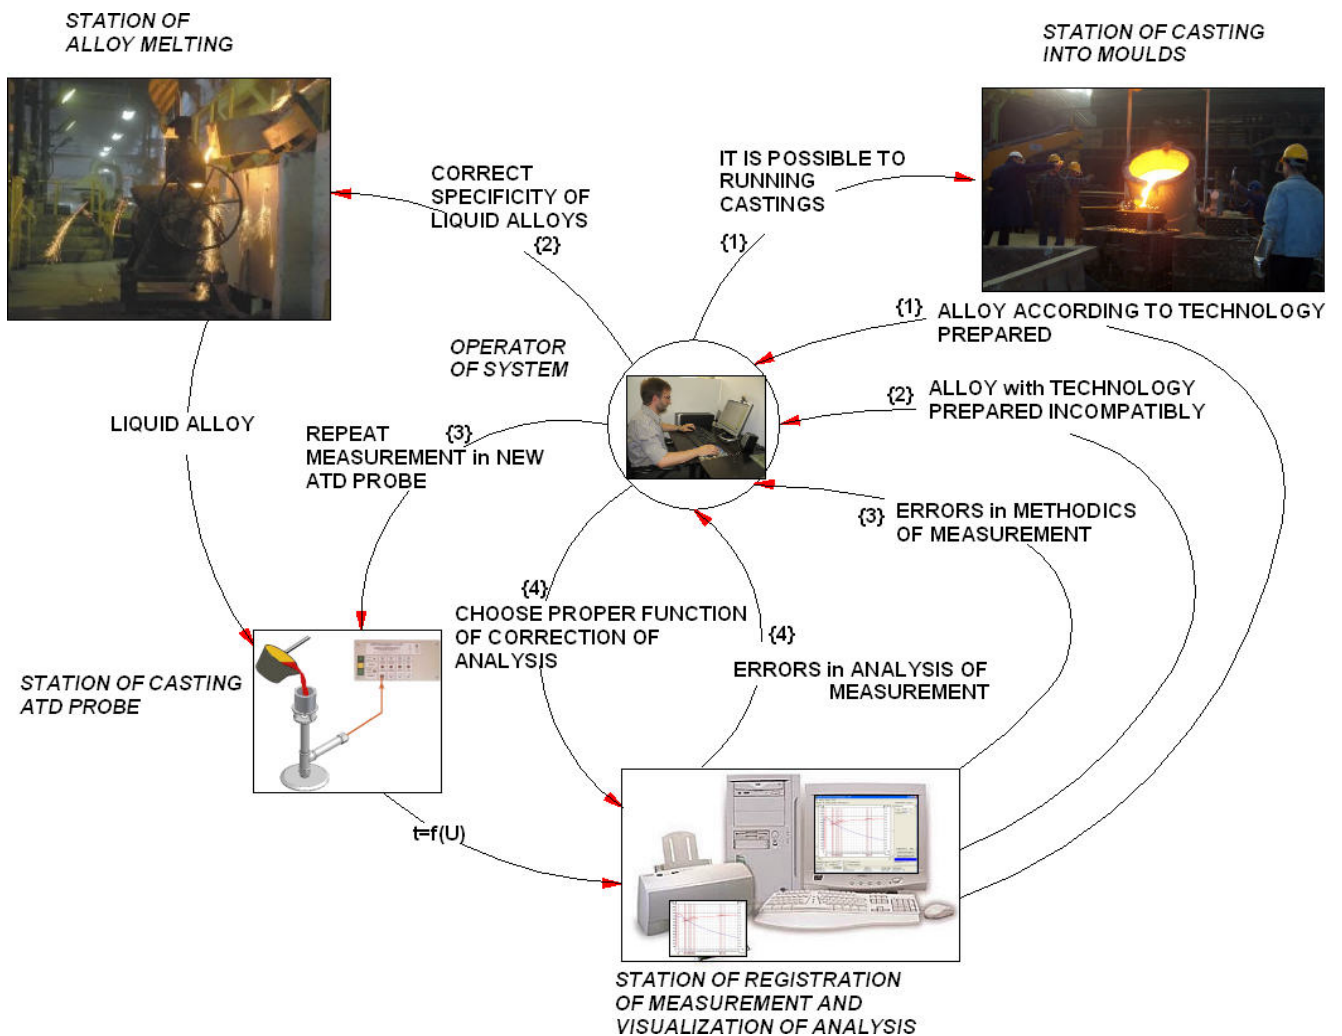 STATION OF
ALLOY MELTING
STATION OF CASTING
INTO MOULDS
CORRECT
SPECIFICITY OF
LIQUID ALLOYS
{2}
IT IS POSSIBLE TO
RUNNING
CASTINGS
{1}
{1} ALLOY ACCORDING TO TECHNOLOGY
PREPARED
OPERATOR
OF SYSTEM
{2} ALLOY with TECHNOLOGY
PREPARED INCOMPATIBLY
LIQUID ALLOY
REPEAT {3}
MEASUREMENT in NEW
ATD PROBE
{3} ERRORS in METHODICS
OF MEASUREMENT
{4}
CHOOSE PROPER FUNCTION
OF CORRECTION OF
ANALYSIS
{4}
ERRORS in ANALYSIS OF
MEASUREMENT
STATION OF CASTING
ATD PROBE
t=f(U)
STATION OF REGISTRATION
OF MEASUREMENT AND
VISUALIZATION OF ANALYSIS